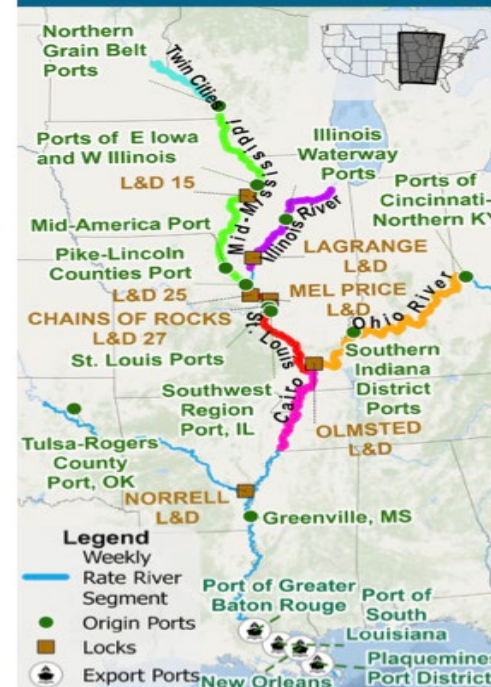 Northern
Grain Belt
Ports
Twin Cities
Ports of E Iowa
and W Illinois
Mid-Mississippi
Illinois
Waterway
Ports
L&D 15
Ports of
Cincinnati-
Northern KY
Illinois River
Mid-America Port
LAGRANGE
L&D
Pike-Lincoln
Counties Port
MEL PRICE
L&D
Ohio River
L&D 25
CHAINS OF ROCKS
L&D 27
St. Louis
St. Louis Ports
Southern
Indiana
District
Ports
Southwest
Region
Port, IL
Cairo
OLMSTED
L&D
Tulsa-Rogers
County
Port, OK
NORRELL
L&D
Greenville, MS
Legend
Weekly
Rate River
Segment
Origin Ports
Locks
Export Ports
Port of Greater
Baton Rouge
Port of
South
Louisiana
New Orleans
Plaquemines
Port District